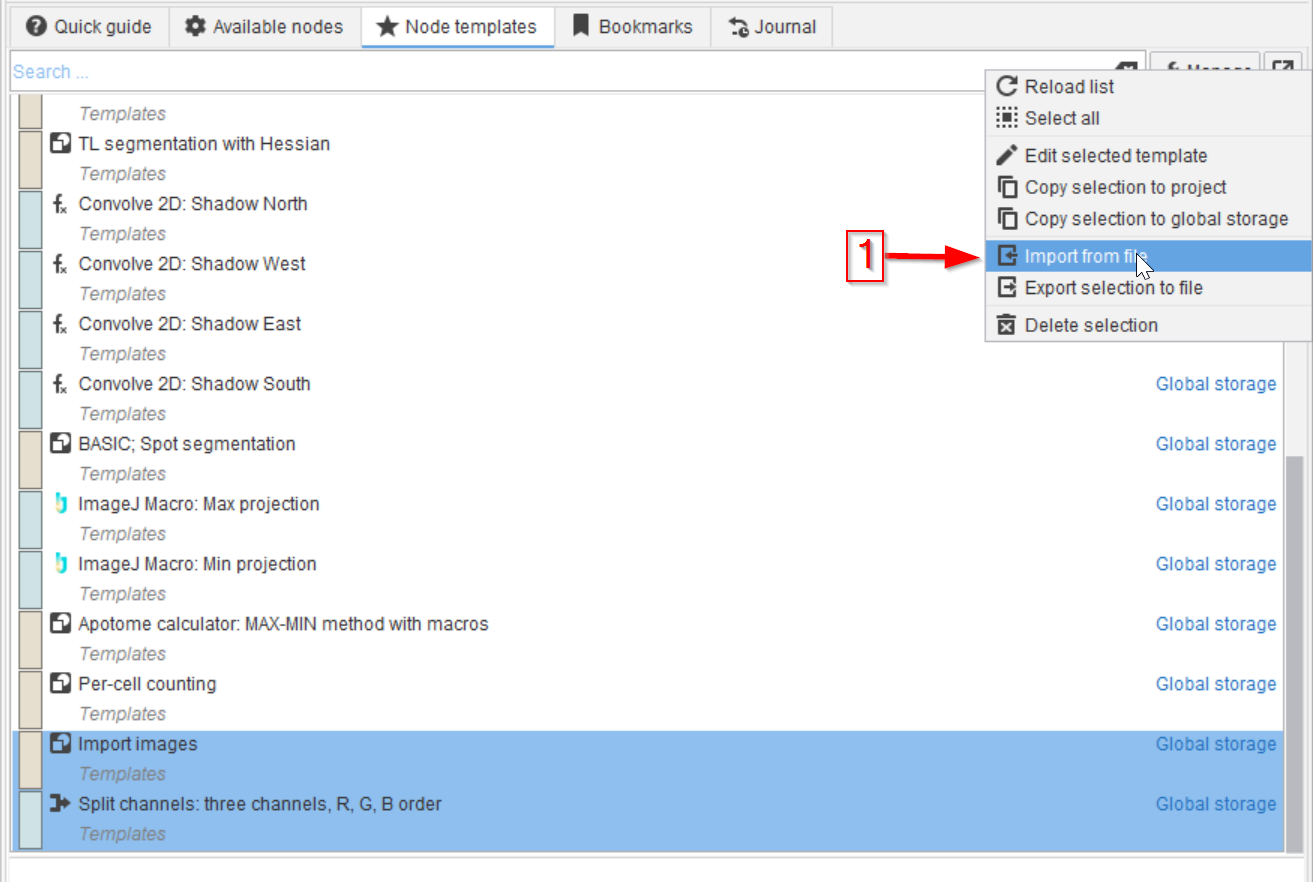 Quick guide
Available nodes
Node templates
Bookmarks
Journal
Search ...
Manage
Reload list
Select all
Edit selected template
Copy selection to project
Copy selection to global storage
1
Import from file
Export selection to file
Delete selection
Templates
TL segmentation with Hessian
Templates
Convolve 2D: Shadow North
Templates
Convolve 2D: Shadow West
Templates
Convolve 2D: Shadow East
Templates
Convolve 2D: Shadow South Global storage
Templates
BASIC; Spot segmentation Global storage
Templates
ImageJ Macro: Max projection Global storage
Templates
ImageJ Macro: Min projection Global storage
Templates
Apotome calculator: MAX-MIN method with macros Global storage
Templates
Per-cell counting Global storage
Templates
Import images Global storage
Templates
Split channels: three channels, R, G, B order Global storage
Templates